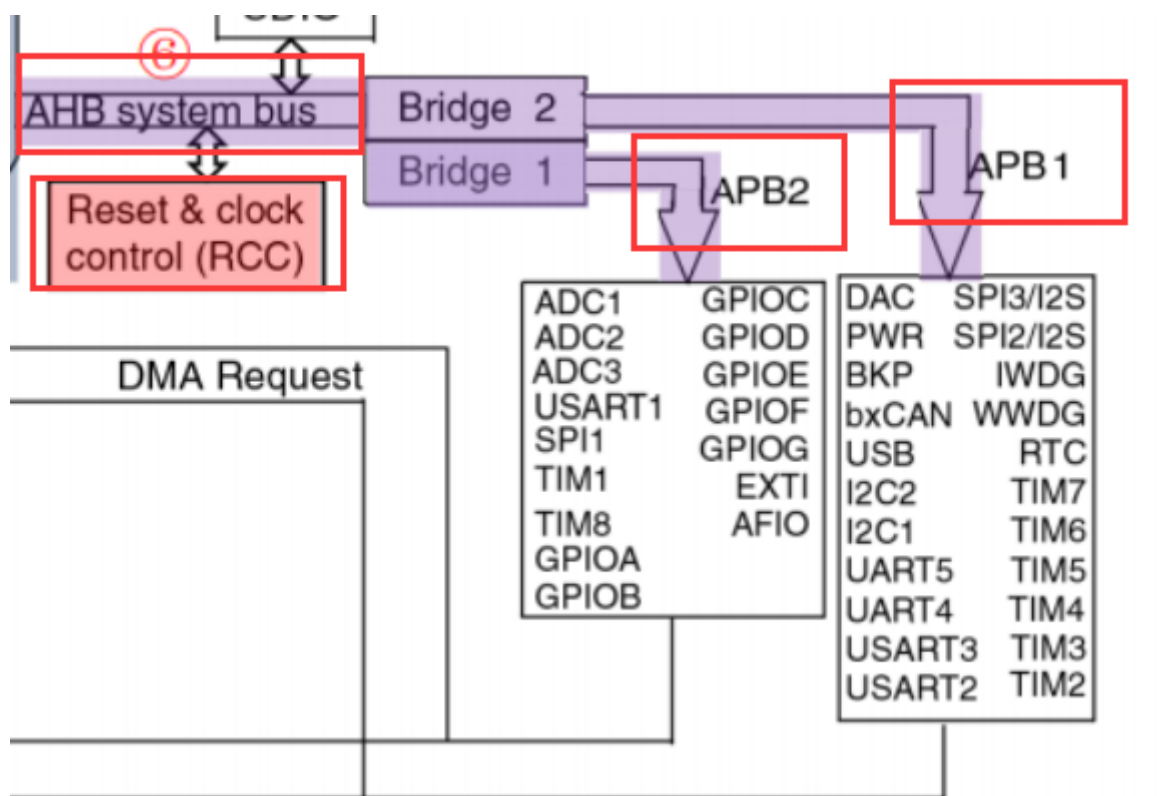 ⑥
AHB system bus
Bridge 2
Bridge 1
APB2
APB1
Reset & clock
control (RCC)
DMA Request
ADC1 GPIOC
ADC2 GPIOD
ADC3 GPIOE
USART1 GPIOF
SPI1 GPIOG
TIM1 EXTI
TIM8 AFIO
GPIOA
GPIOB
DAC SPI3/I2S
PWR SPI2/I2S
BKP IWDG
bxCAN WWDG
USB RTC
I2C2 TIM7
I2C1 TIM6
UART5 TIM5
UART4 TIM4
USART3 TIM3
USART2 TIM2